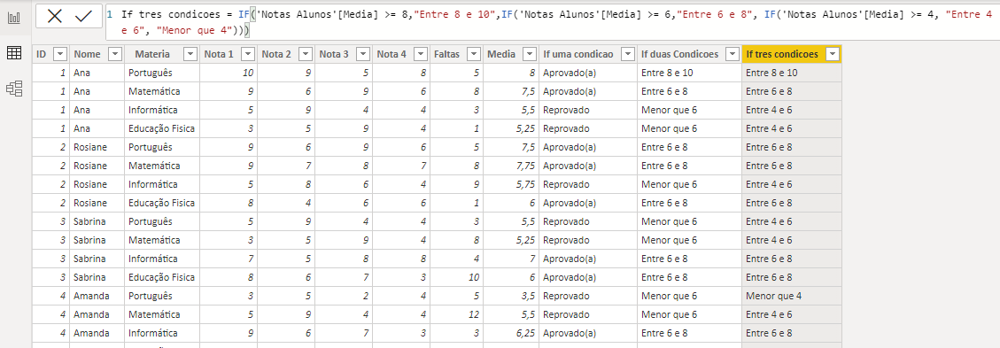 1 If tres condicoes = IF('Notas Alunos'[Media] >= 8,"Entre 8 e 10",IF('Notas Alunos'[Media] >= 6,"Entre 6 e 8", IF('Notas Alunos'[Media] >= 4, "Entre 4
e 6", "Menor que 4")))
ID Nome Materia Nota 1 Nota 2 Nota 3 Nota 4 Faltas Media If uma condicao If duas Condicoes If tres condicoes
1 Ana Português 10 9 5 8 5 8 Aprovado(a) Entre 8 e 10 Entre 8 e 10
1 Ana Matemática 9 6 9 6 8 7,5 Aprovado(a) Entre 6 e 8 Entre 6 e 8
1 Ana Informática 5 9 4 4 3 5,5 Reprovado Menor que 6 Entre 4 e 6
1 Ana Educação Fisica 3 5 9 4 1 5,25 Reprovado Menor que 6 Entre 4 e 6
2 Rosiane Português 9 6 9 6 5 7,5 Aprovado(a) Entre 6 e 8 Entre 6 e 8
2 Rosiane Matemática 9 7 8 7 8 7,75 Aprovado(a) Entre 6 e 8 Entre 6 e 8
2 Rosiane Informática 5 8 6 4 9 5,75 Reprovado Menor que 6 Entre 4 e 6
2 Rosiane Educação Fisica 8 4 6 6 1 6 Aprovado(a) Entre 6 e 8 Entre 6 e 8
3 Sabrina Português 5 9 4 4 3 5,5 Reprovado Menor que 6 Entre 4 e 6
3 Sabrina Matemática 3 5 9 4 8 5,25 Reprovado Menor que 6 Entre 4 e 6
3 Sabrina Informática 7 5 8 8 4 7 Aprovado(a) Entre 6 e 8 Entre 6 e 8
3 Sabrina Educação Fisica 8 6 7 3 10 6 Aprovado(a) Entre 6 e 8 Entre 6 e 8
4 Amanda Português 3 5 2 4 5 3,5 Reprovado Menor que 6 Menor que 4
4 Amanda Matemática 5 9 4 4 12 5,5 Reprovado Menor que 6 Entre 4 e 6
4 Amanda Informática 9 6 7 3 3 6,25 Aprovado(a) Entre 6 e 8 Entre 6 e 8